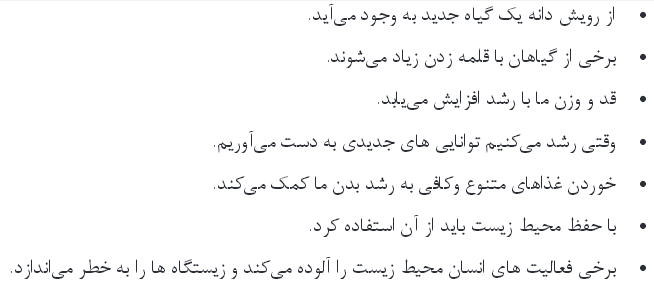 • از رویش دانه یک گیاه جدید به وجود می‌آید.
• برخی از گیاهان با قلمه زدن زیاد می‌شوند.
• قد و وزن ما با رشد افزایش می‌یابد.
• وقتی رشد می‌کنیم توانایی های جدیدی به دست می‌آوریم.
• خوردن غذاهای متنوع وکافی به رشد بدن ما کمک می‌کند.
• با حفظ محیط زیست باید از آن استفاده کرد.
• برخی فعالیت های انسان محیط زیست را آلوده می‌کند و زیستگاه ها را به خطر می‌اندازد.